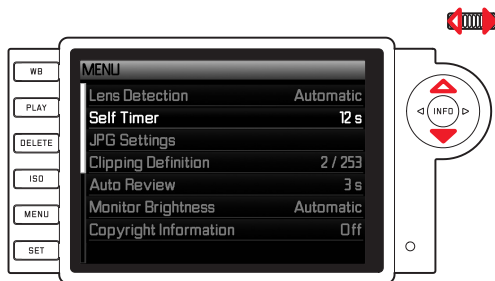 WB
PLAY
DELETE
ISO
MENU
SET
MENU
Lens Detection Automatic
Self Timer 12 s
JPG Settings
Clipping Definition 2 / 253
Auto Review 3 s
Monitor Brightness Automatic
Copyright Information Off
INFO